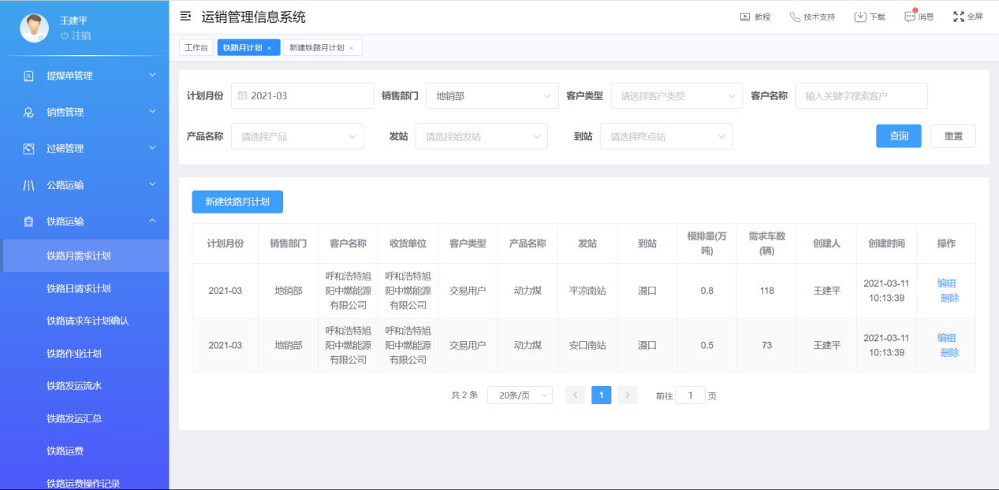 王建平
注销
提煤单管理
销售管理
过磅管理
公路运输
铁路运输
铁路月需求计划
铁路日请求计划
铁路请求车计划确认
铁路作业计划
铁路发运流水
铁路发运汇总
铁路运费
铁路运费操作记录
运销管理信息系统
教程 技术支持 下载 消息 全屏
工作台 铁路月计划 × 新建铁路月计划 ×
计划月份 2021-03 销售部门 地销部 客户类型 请选择客户类型 客户名称 输入关键字搜索客户
产品名称 请选择产品 发站 请选择始发站 到站 请选择终点站 查询 重置
新建铁路月计划
计划月份 销售部门 客户名称 收货单位 客户类型 产品名称 发站 到站 模排量(万吨) 需求车数(辆) 创建人 创建时间 操作
2021-03 地销部 呼和浩特旭阳中燃能源有限公司 呼和浩特旭阳中燃能源有限公司 交易用户 动力煤 平凉南站 滠口 0.8 118 王建平 2021-03-11 10:13:39 编辑 删除
2021-03 地销部 呼和浩特旭阳中燃能源有限公司 呼和浩特旭阳中燃能源有限公司 交易用户 动力煤 安口南站 滠口 0.5 73 王建平 2021-03-11 10:13:39 编辑 删除
共 2 条 20条/页 < 1 > 前往 1 页